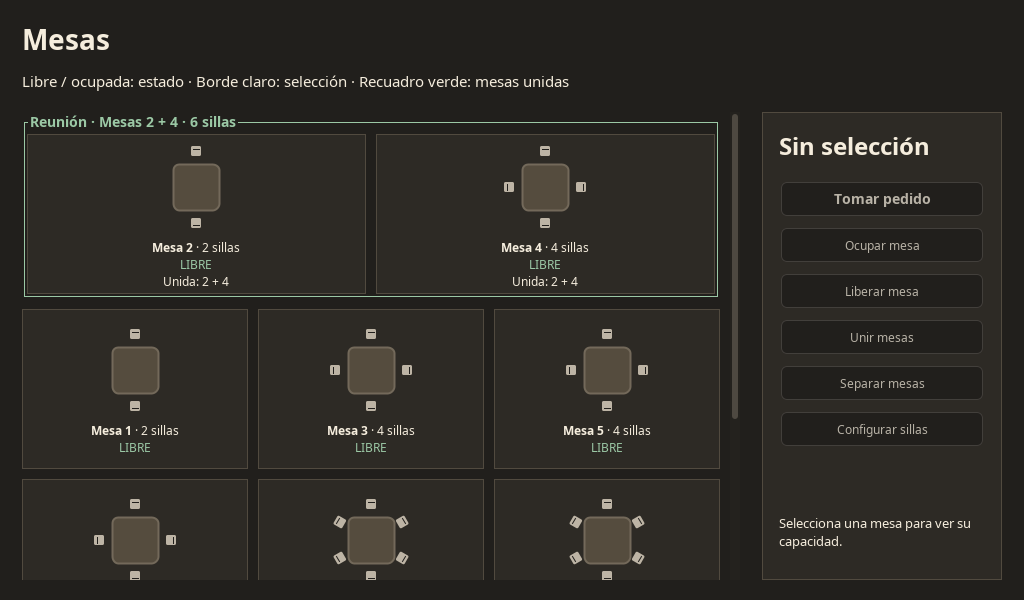 Mesas
Libre / ocupada: estado · Borde claro: selección · Recuadro verde: mesas unidas
Reunión · Mesas 2 + 4 · 6 sillas
Mesa 2 · 2 sillas
LIBRE
Unida: 2 + 4
Mesa 4 · 4 sillas
LIBRE
Unida: 2 + 4
Mesa 1 · 2 sillas
LIBRE
Mesa 3 · 4 sillas
LIBRE
Mesa 5 · 4 sillas
LIBRE
Sin selección
Tomar pedido
Ocupar mesa
Liberar mesa
Unir mesas
Separar mesas
Configurar sillas
Selecciona una mesa para ver su
capacidad.